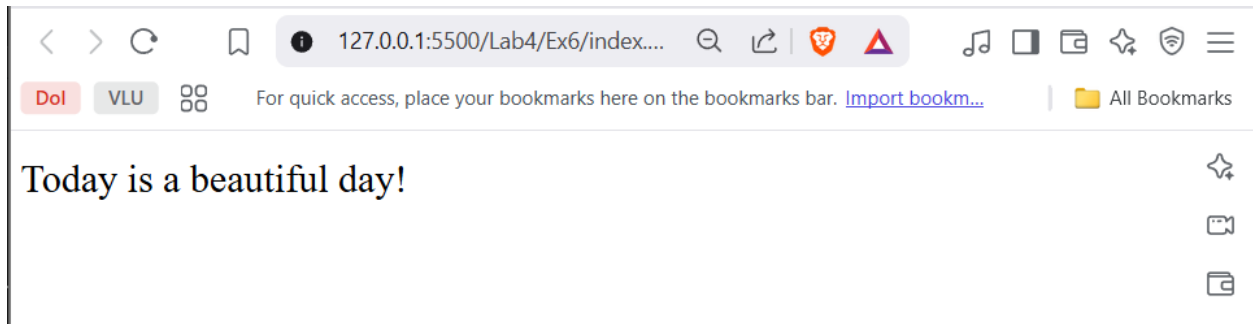 127.0.0.1:5500/Lab4/Ex6/index....
DoI VLU For quick access, place your bookmarks here on the bookmarks bar. Import bookm... All Bookmarks
Today is a beautiful day!